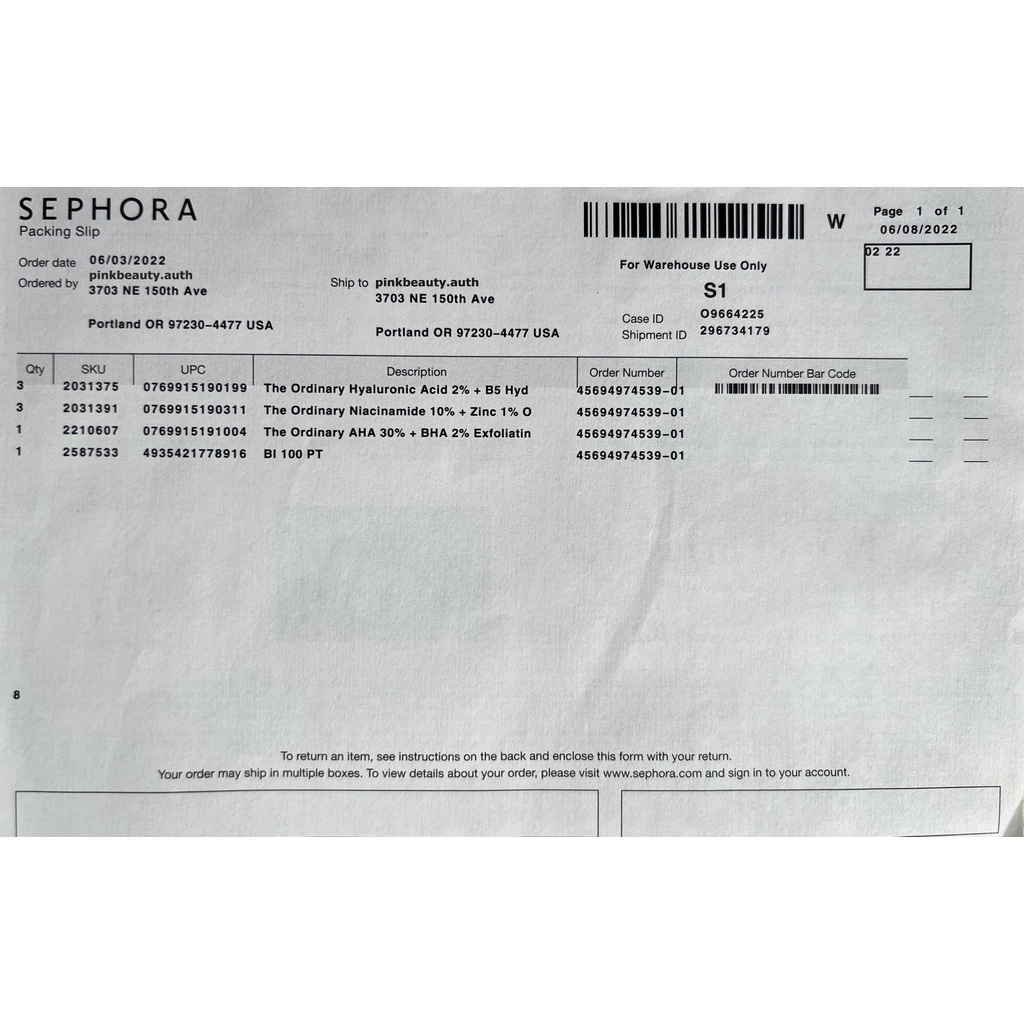 SEPHORA
Packing Slip
W
Page 1 of 1
06/08/2022
02 22
Order date 06/03/2022
Ordered by pinkbeauty.auth
3703 NE 150th Ave
Portland OR 97230-4477 USA
Ship to pinkbeauty.auth
3703 NE 150th Ave
Portland OR 97230-4477 USA
For Warehouse Use Only
S1
Case ID O9664225
Shipment ID 296734179
Qty SKU UPC Description Order Number Order Number Bar Code
3 2031375 0769915190199 The Ordinary Hyaluronic Acid 2% + B5 Hyd 45694974539-01
3 2031391 0769915190311 The Ordinary Niacinamide 10% + Zinc 1% O 45694974539-01
1 2210607 0769915191004 The Ordinary AHA 30% + BHA 2% Exfoliatin 45694974539-01
1 2587533 4935421778916 BI 100 PT 45694974539-01
8
To return an item, see instructions on the back and enclose this form with your return.
Your order may ship in multiple boxes. To view details about your order, please visit www.sephora.com and sign in to your account.